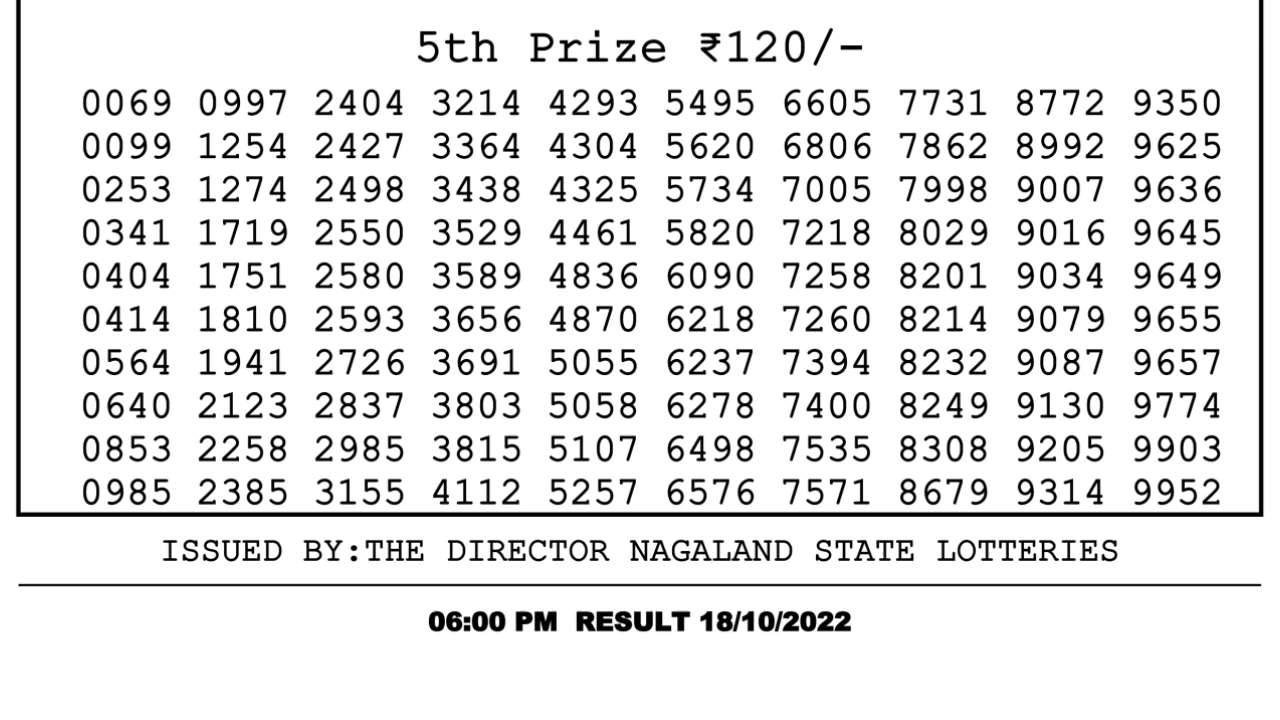 5th Prize ₹120/-
0069 0997 2404 3214 4293 5495 6605 7731 8772 9350
0099 1254 2427 3364 4304 5620 6806 7862 8992 9625
0253 1274 2498 3438 4325 5734 7005 7998 9007 9636
0341 1719 2550 3529 4461 5820 7218 8029 9016 9645
0404 1751 2580 3589 4836 6090 7258 8201 9034 9649
0414 1810 2593 3656 4870 6218 7260 8214 9079 9655
0564 1941 2726 3691 5055 6237 7394 8232 9087 9657
0640 2123 2837 3803 5058 6278 7400 8249 9130 9774
0853 2258 2985 3815 5107 6498 7535 8308 9205 9903
0985 2385 3155 4112 5257 6576 7571 8679 9314 9952
ISSUED BY:THE DIRECTOR NAGALAND STATE LOTTERIES
06:00 PM RESULT 18/10/2022